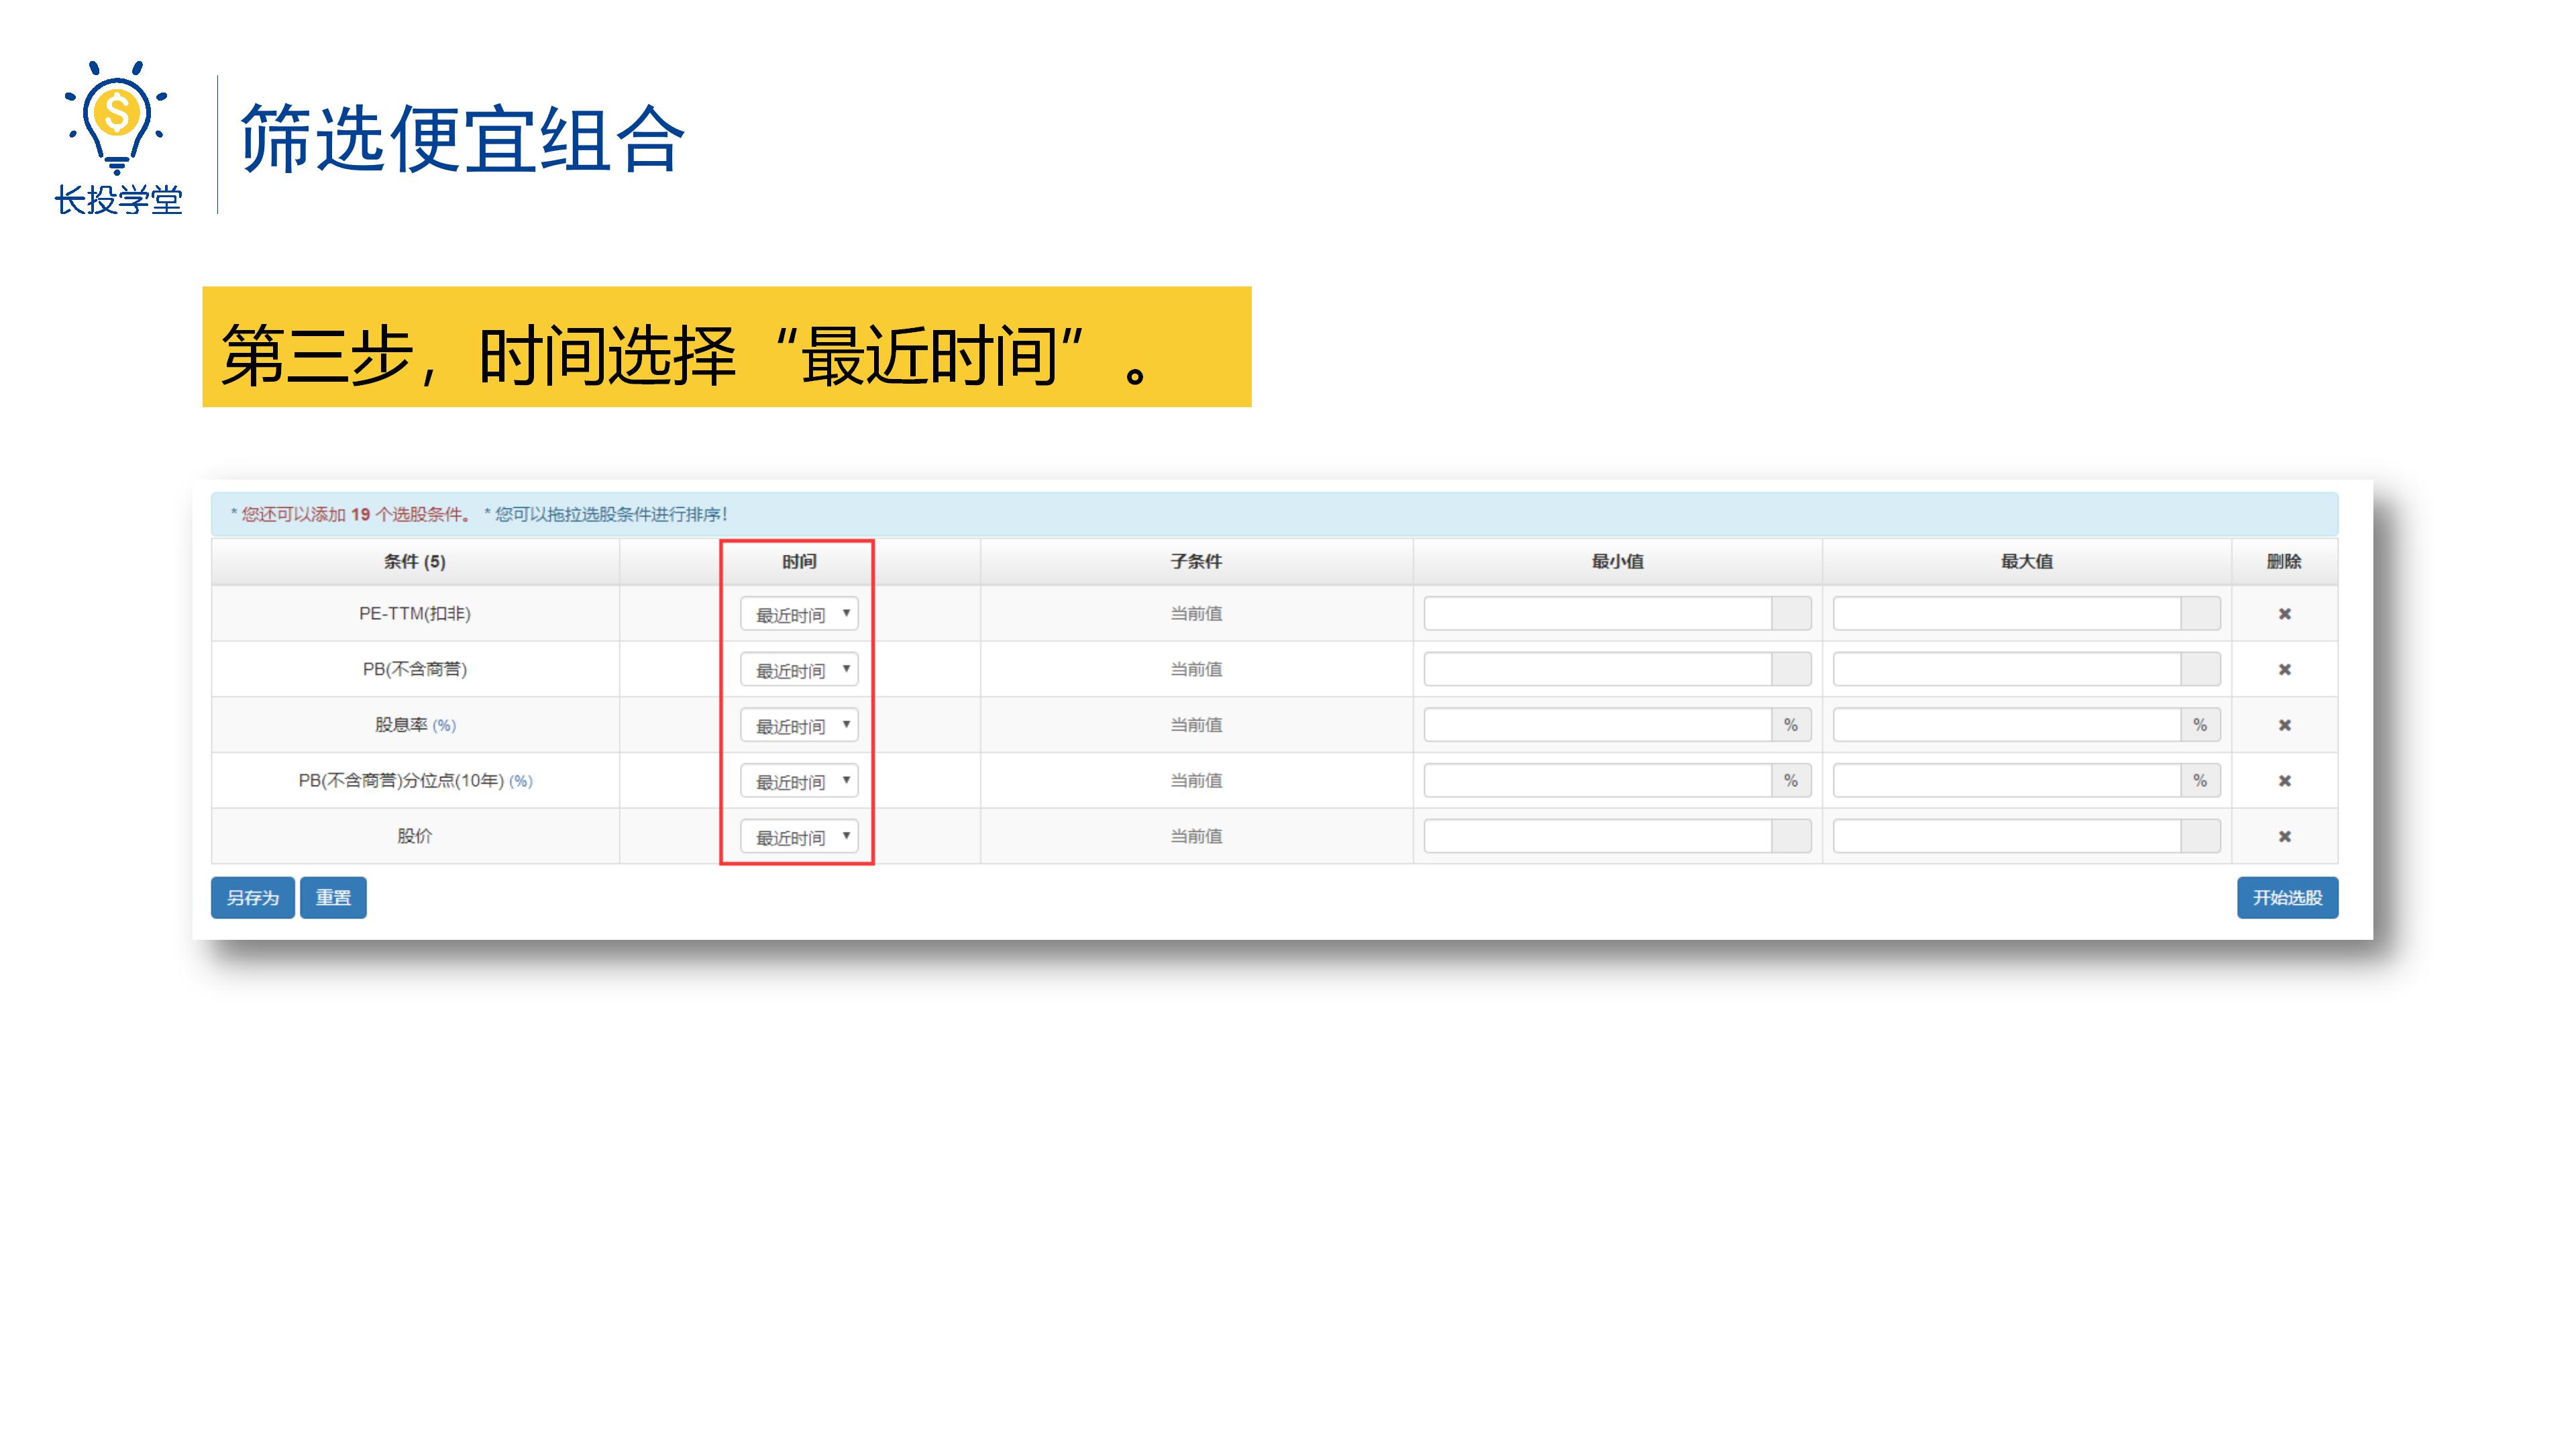 长投学堂
筛选便宜组合
第三步，时间选择“最近时间”。
* 您还可以添加 19 个选股条件。 * 您可以拖拉选股条件进行排序！
条件 (5) 时间 子条件 最小值 最大值 删除
PE-TTM(扣非) 最近时间 ▼ 当前值 ✖
PB(不含商誉) 最近时间 ▼ 当前值 ✖
股息率 (%) 最近时间 ▼ 当前值 % % ✖
PB(不含商誉)分位点(10年) (%) 最近时间 ▼ 当前值 % % ✖
股价 最近时间 ▼ 当前值 ✖
另存为 重置 开始选股